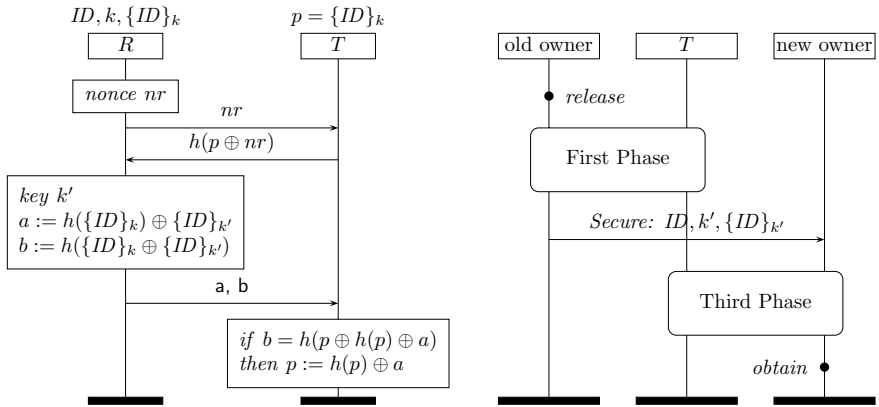 ID, k, {ID}_k
p = {ID}_k
R
T
nonce nr
nr
h(p ⊕ nr)
key k′
a := h({ID}_k) ⊕ {ID}_k′
b := h({ID}_k ⊕ {ID}_k′)
a, b
if b = h(p ⊕ h(p) ⊕ a)
then p := h(p) ⊕ a
old owner
T
new owner
release
First Phase
Secure: ID, k′, {ID}_k′
Third Phase
obtain